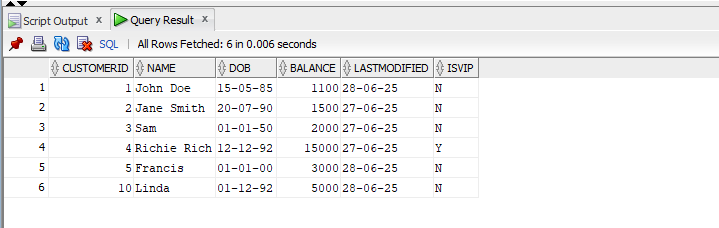 Script Output x Query Result x
SQL | All Rows Fetched: 6 in 0.006 seconds
CUSTOMERID NAME DOB BALANCE LASTMODIFIED ISVIP
1 1 John Doe 15-05-85 1100 28-06-25 N
2 2 Jane Smith 20-07-90 1500 27-06-25 N
3 3 Sam 01-01-50 2000 27-06-25 N
4 4 Richie Rich 12-12-92 15000 27-06-25 Y
5 5 Francis 01-01-00 3000 28-06-25 N
6 10 Linda 01-12-92 5000 28-06-25 N